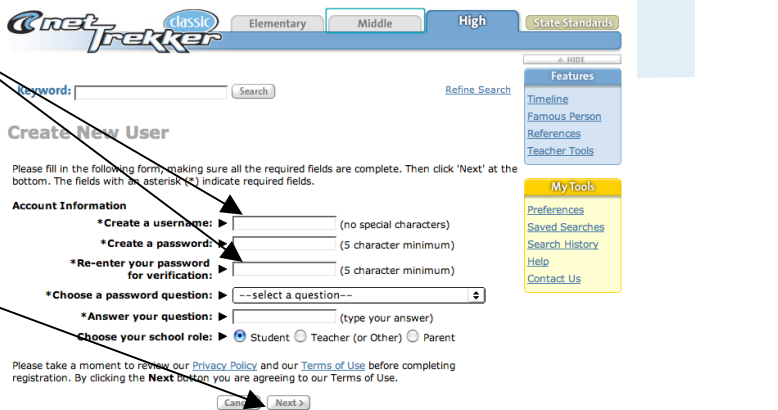 net Trekker classic
Elementary
Middle
High
State Standards
HIDE
Keyword:
Search
Refine Search
Features
Timeline
Famous Person
References
Teacher Tools
Create New User
Please fill in the following form, making sure all the required fields are complete. Then click 'Next' at the
bottom. The fields with an asterisk (*) indicate required fields.
My Tools
Preferences
Saved Searches
Search History
Help
Contact Us
Account Information
*Create a username: (no special characters)
*Create a password: (5 character minimum)
*Re-enter your password
for verification: (5 character minimum)
*Choose a password question: --select a question--
*Answer your question: (type your answer)
Choose your school role: Student Teacher (or Other) Parent
Please take a moment to review our Privacy Policy and our Terms of Use before completing
registration. By clicking the Next button you are agreeing to our Terms of Use.
Cancel Next >